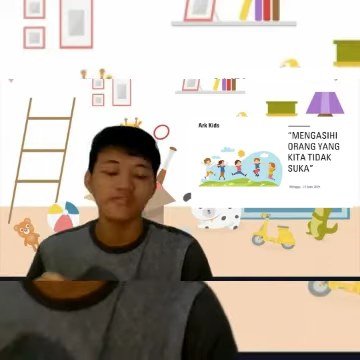 Ark Kids
"MENGASIHI
ORANG YANG
KITA TIDAK
SUKA"